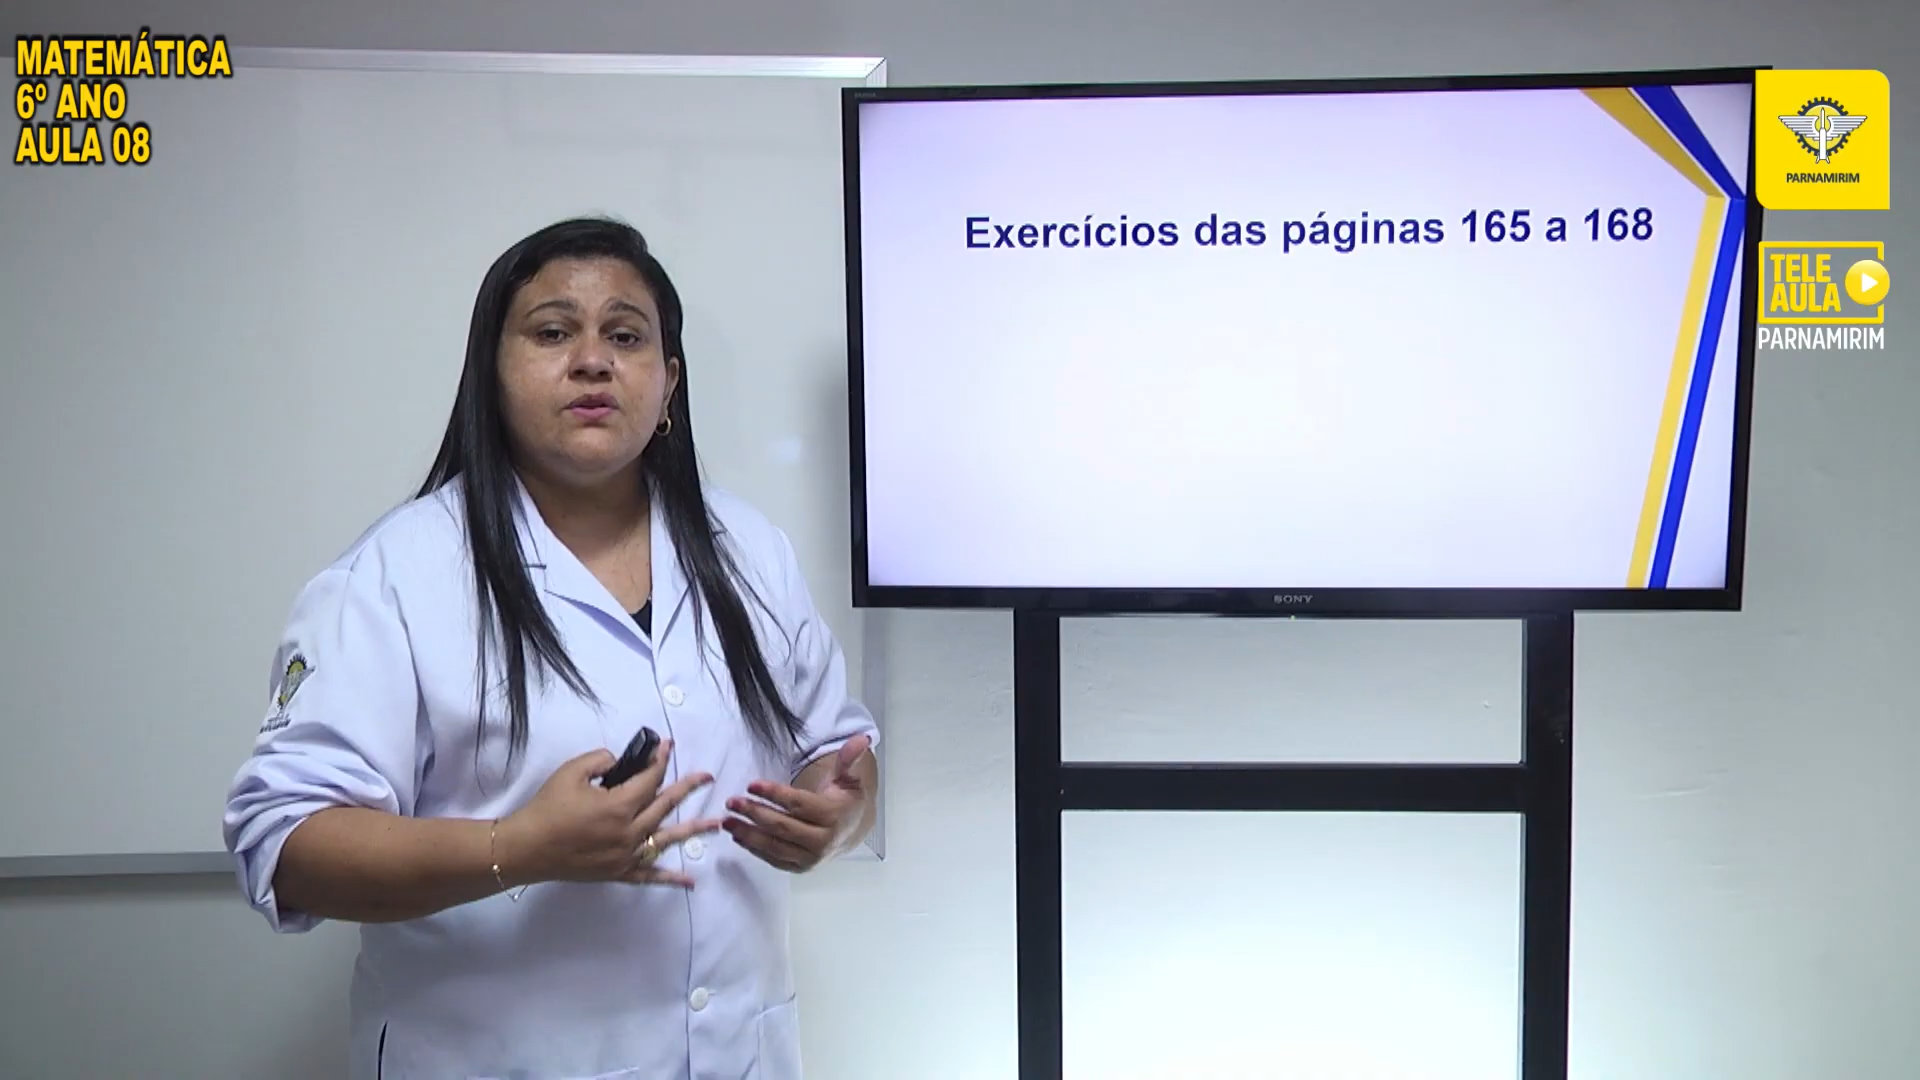 MATEMÁTICA
6º ANO
AULA 08
Exercícios das páginas 165 a 168
PARNAMIRIM
TELE
AULA
PARNAMIRIM
SONY